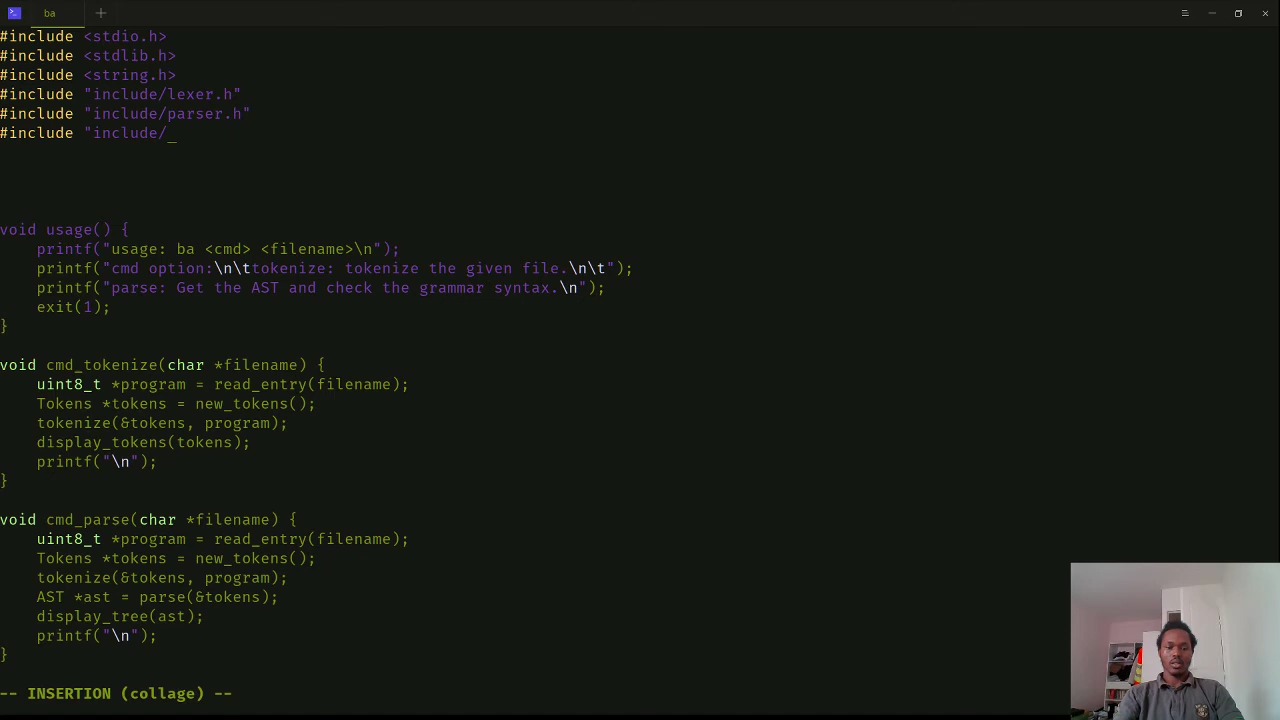 ba
#include <stdio.h>
#include <stdlib.h>
#include <string.h>
#include "include/lexer.h"
#include "include/parser.h"
#include "include/_
void usage() {
    printf("usage: ba <cmd> <filename>\n");
    printf("cmd option:\n\ttokenize: tokenize the given file.\n\t");
    printf("parse: Get the AST and check the grammar syntax.\n");
    exit(1);
}
void cmd_tokenize(char *filename) {
    uint8_t *program = read_entry(filename);
    Tokens *tokens = new_tokens();
    tokenize(&tokens, program);
    display_tokens(tokens);
    printf("\n");
}
void cmd_parse(char *filename) {
    uint8_t *program = read_entry(filename);
    Tokens *tokens = new_tokens();
    tokenize(&tokens, program);
    AST *ast = parse(&tokens);
    display_tree(ast);
    printf("\n");
}
-- INSERTION (collage) --